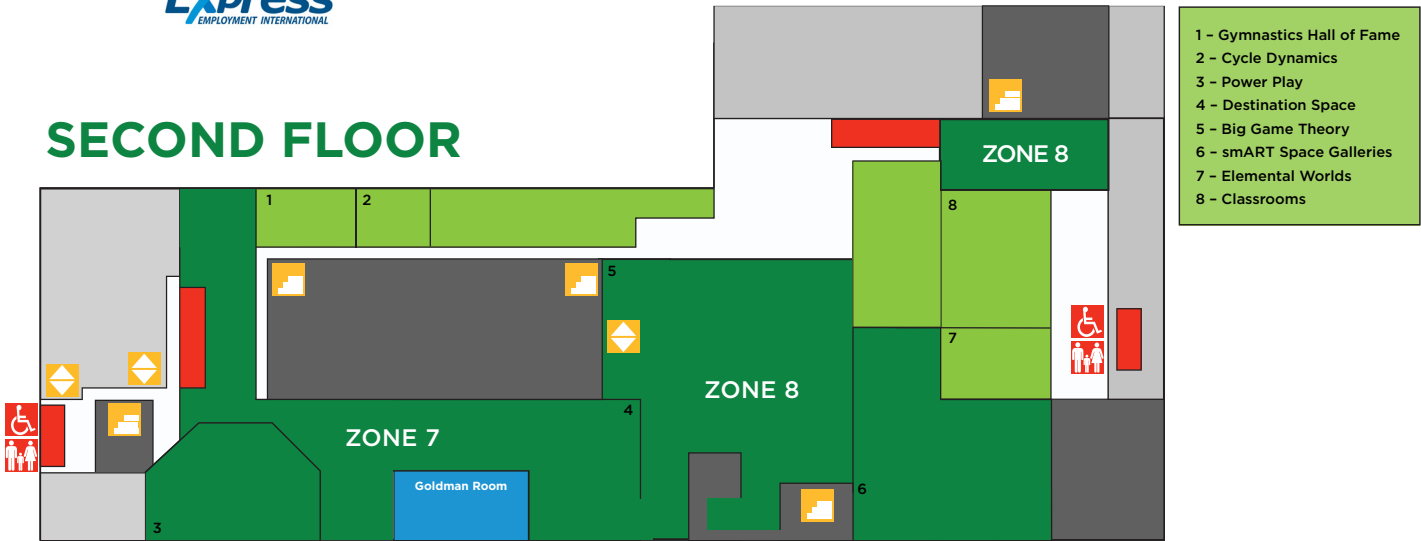 Express
EMPLOYMENT INTERNATIONAL
SECOND FLOOR
1 – Gymnastics Hall of Fame
2 – Cycle Dynamics
3 – Power Play
4 – Destination Space
5 – Big Game Theory
6 – smART Space Galleries
7 – Elemental Worlds
8 – Classrooms
ZONE 8
1
2
8
5
7
ZONE 8
4
ZONE 7
Goldman Room
6
3